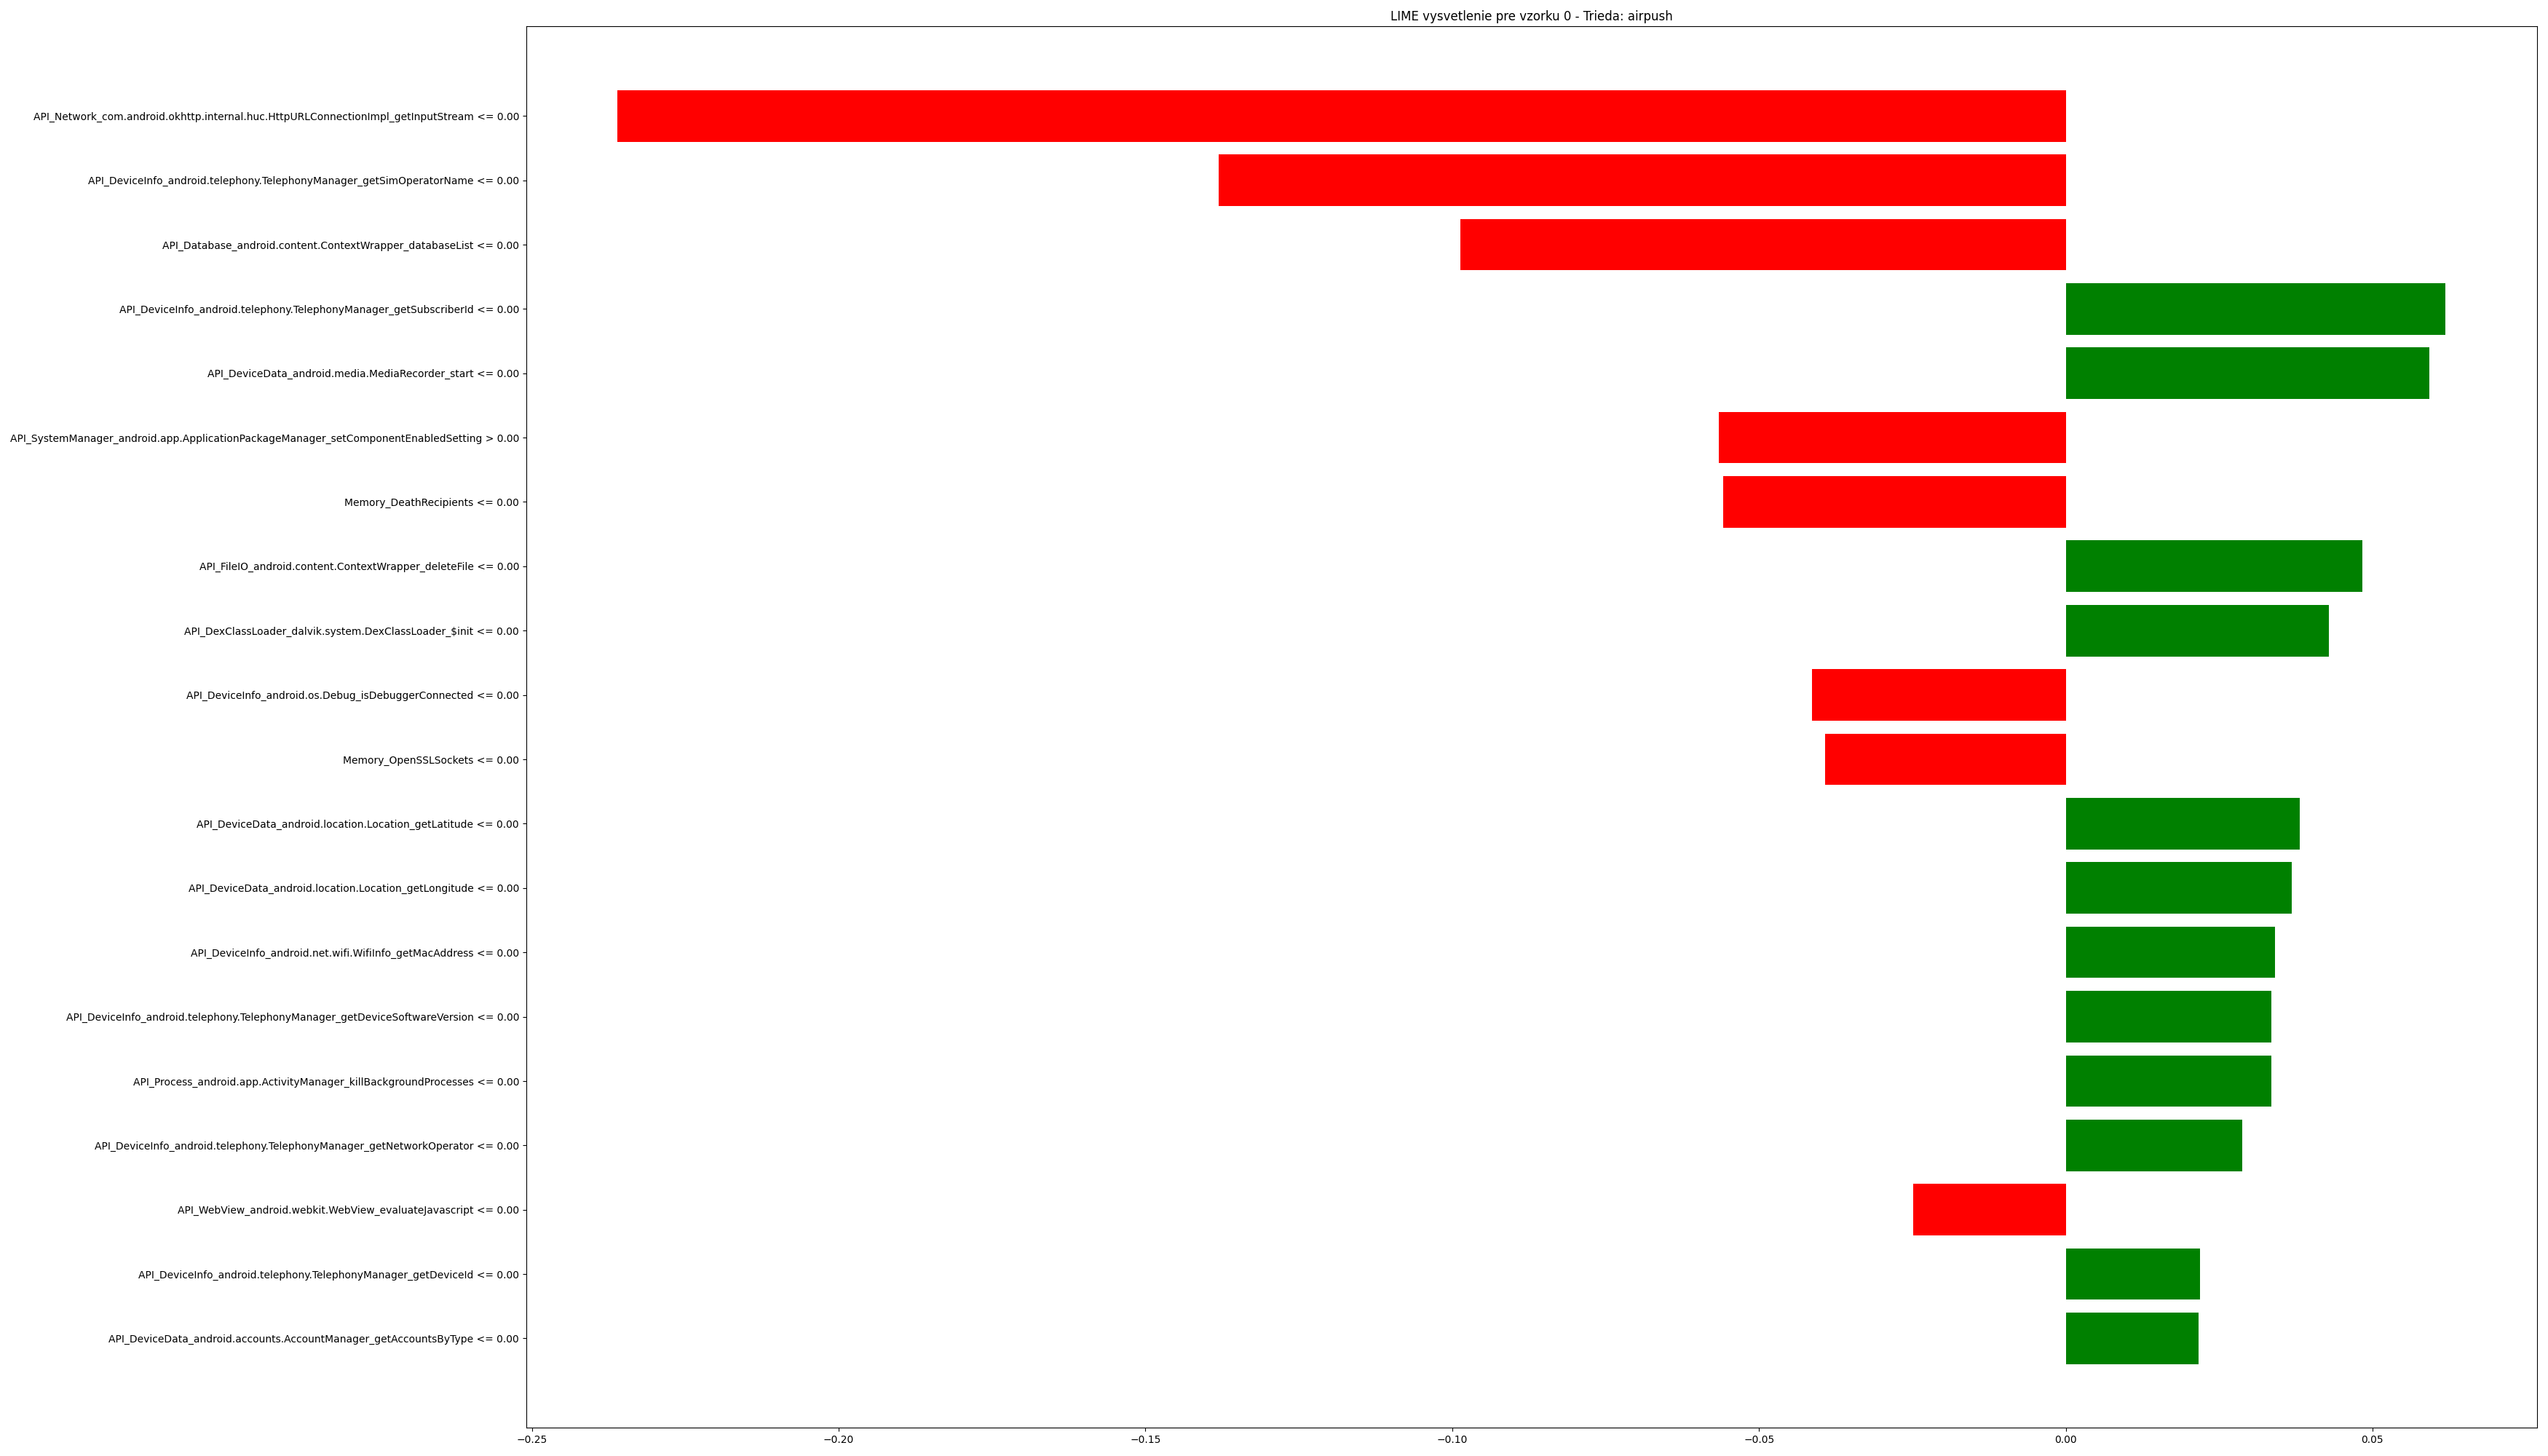 LIME vysvetlenie pre vzorku 0 - Trieda: airpush
API_Network_com.android.okhttp.internal.huc.HttpURLConnectionImpl_getInputStream <= 0.00
API_DeviceInfo_android.telephony.TelephonyManager_getSimOperatorName <= 0.00
API_Database_android.content.ContextWrapper_databaseList <= 0.00
API_DeviceInfo_android.telephony.TelephonyManager_getSubscriberId <= 0.00
API_DeviceData_android.media.MediaRecorder_start <= 0.00
API_SystemManager_android.app.ApplicationPackageManager_setComponentEnabledSetting > 0.00
Memory_DeathRecipients <= 0.00
API_FileIO_android.content.ContextWrapper_deleteFile <= 0.00
API_DexClassLoader_dalvik.system.DexClassLoader_$init <= 0.00
API_DeviceInfo_android.os.Debug_isDebuggerConnected <= 0.00
Memory_OpenSSLSockets <= 0.00
API_DeviceData_android.location.Location_getLatitude <= 0.00
API_DeviceData_android.location.Location_getLongitude <= 0.00
API_DeviceInfo_android.net.wifi.WifiInfo_getMacAddress <= 0.00
API_DeviceInfo_android.telephony.TelephonyManager_getDeviceSoftwareVersion <= 0.00
API_Process_android.app.ActivityManager_killBackgroundProcesses <= 0.00
API_DeviceInfo_android.telephony.TelephonyManager_getNetworkOperator <= 0.00
API_WebView_android.webkit.WebView_evaluateJavascript <= 0.00
API_DeviceInfo_android.telephony.TelephonyManager_getDeviceId <= 0.00
API_DeviceData_android.accounts.AccountManager_getAccountsByType <= 0.00
−0.25 −0.20 −0.15 −0.10 −0.05 0.00 0.05